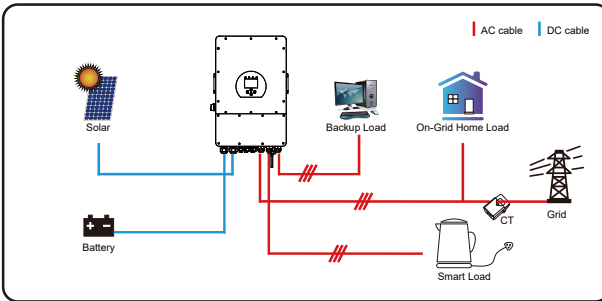 AC cable
DC cable
Solar
Backup Load
On-Grid Home Load
CT
Grid
Battery
Smart Load